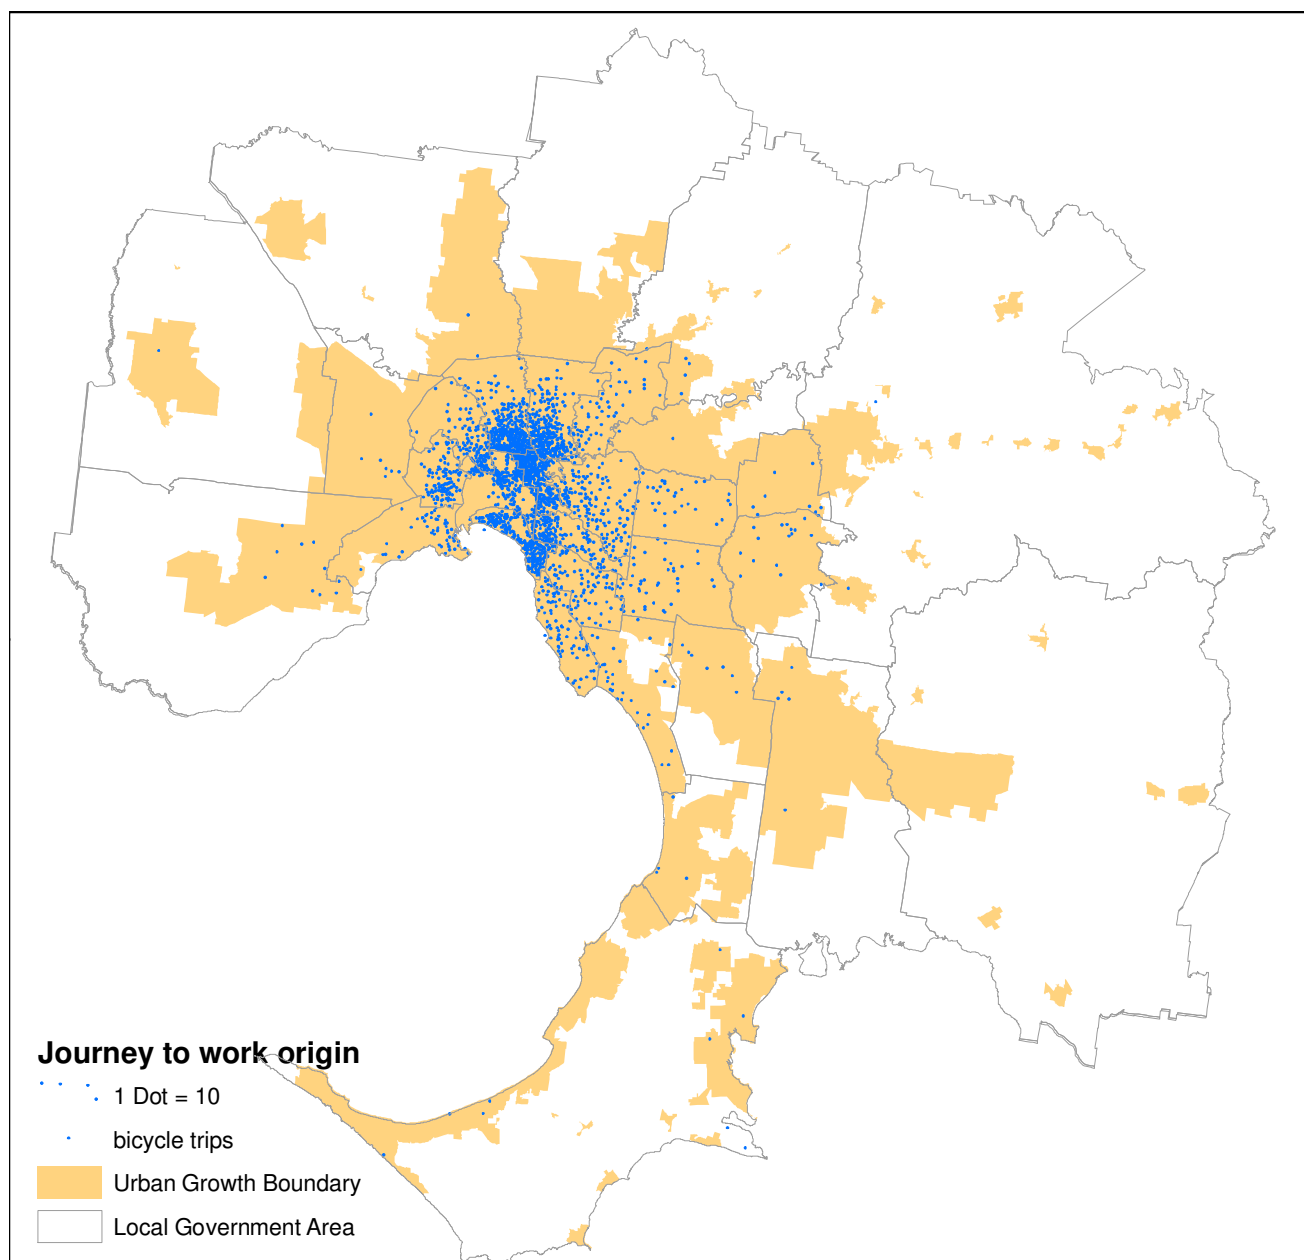 Journey to work origin
1 Dot = 10
bicycle trips
Urban Growth Boundary
Local Government Area